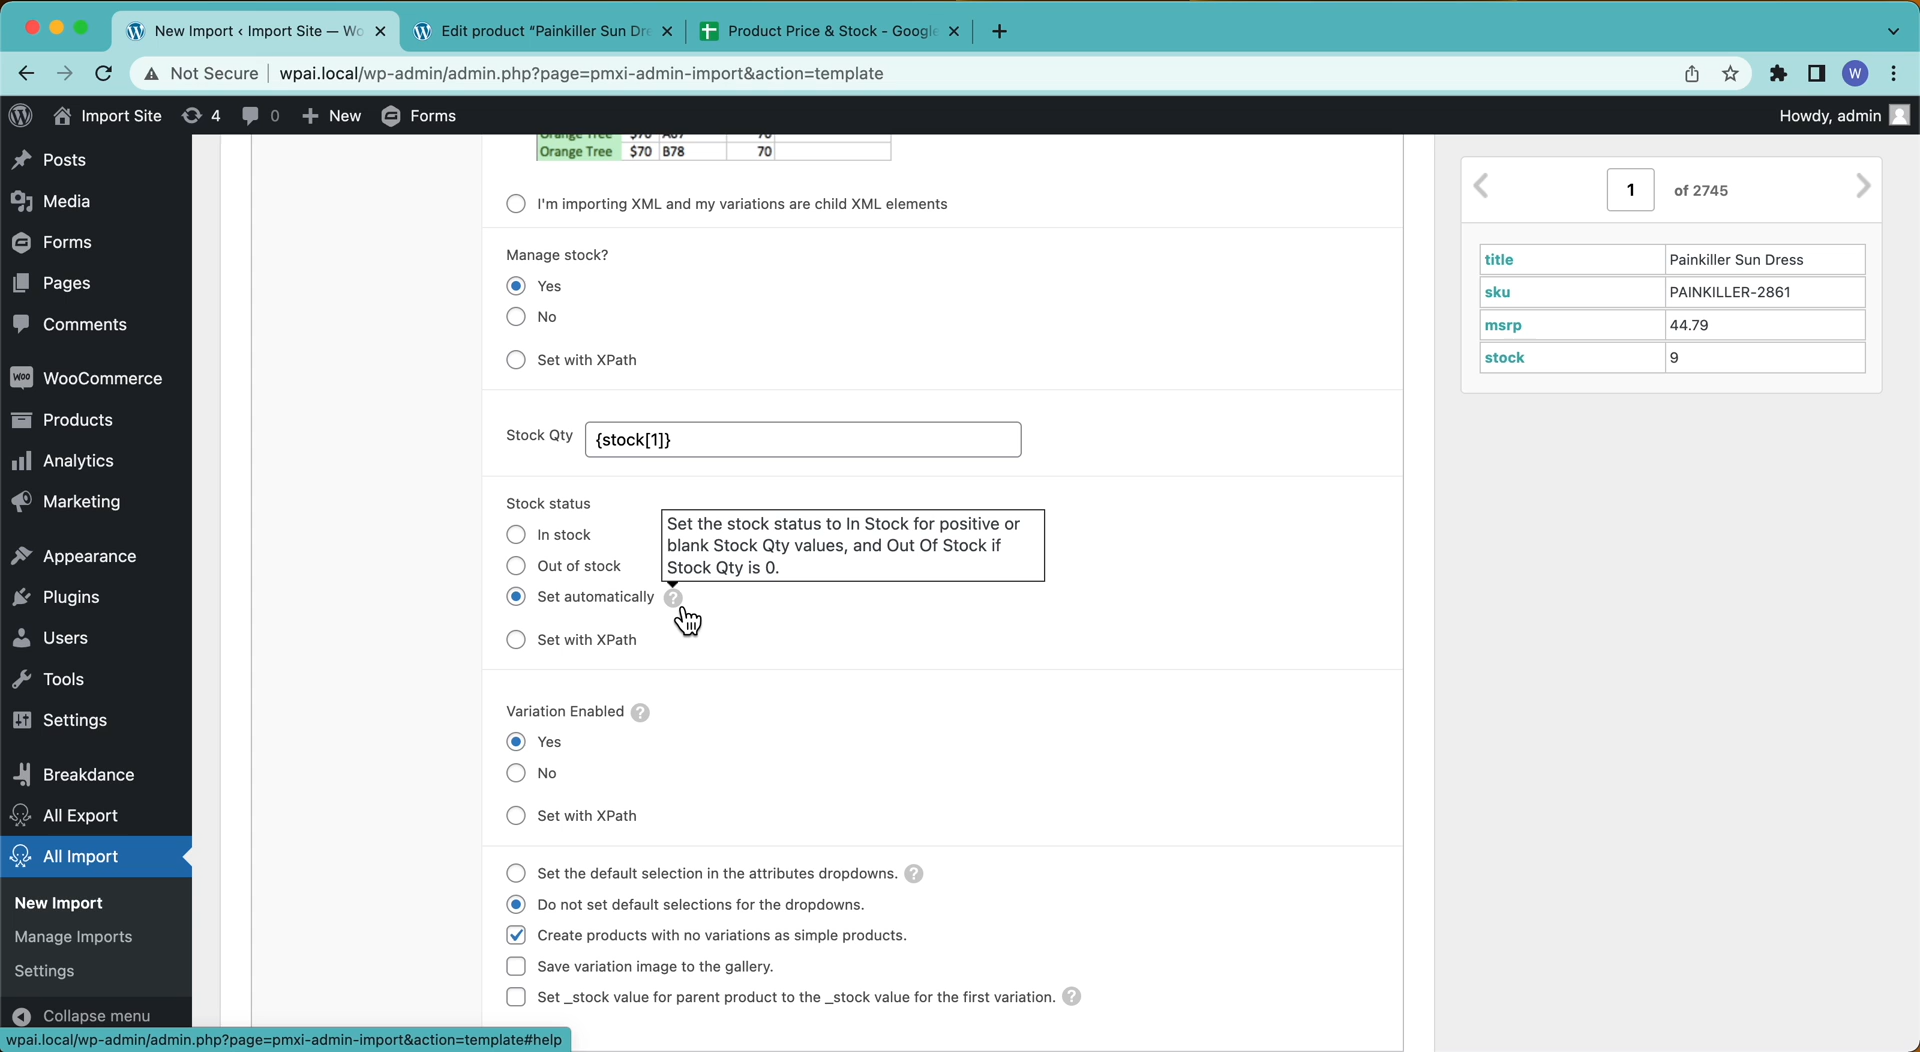 New Import ‹ Import Site — Wo
Edit product “Painkiller Sun Dre
Product Price & Stock - Google
Not Secure
wpai.local/wp-admin/admin.php?page=pmxi-admin-import&action=template
W
Import Site
4
0
New
Forms
Howdy, admin
Posts
Media
Forms
Pages
Comments
WOO
WooCommerce
Products
Analytics
Marketing
Appearance
Plugins
Users
Tools
Settings
Breakdance
All Export
All Import
New Import
Manage Imports
Settings
Collapse menu
Orange Tree $70 A67 70
Orange Tree $70 B78 70
I'm importing XML and my variations are child XML elements
Manage stock?
Yes
No
Set with XPath
Stock Qty {stock[1]}
Stock status
In stock
Out of stock
Set automatically ?
Set with XPath
Set the stock status to In Stock for positive or
blank Stock Qty values, and Out Of Stock if
Stock Qty is 0.
Variation Enabled ?
Yes
No
Set with XPath
Set the default selection in the attributes dropdowns. ?
Do not set default selections for the dropdowns.
Create products with no variations as simple products.
Save variation image to the gallery.
Set _stock value for parent product to the _stock value for the first variation. ?
1 of 2745
title Painkiller Sun Dress
sku PAINKILLER-2861
msrp 44.79
stock 9
wpai.local/wp-admin/admin.php?page=pmxi-admin-import&action=template#help